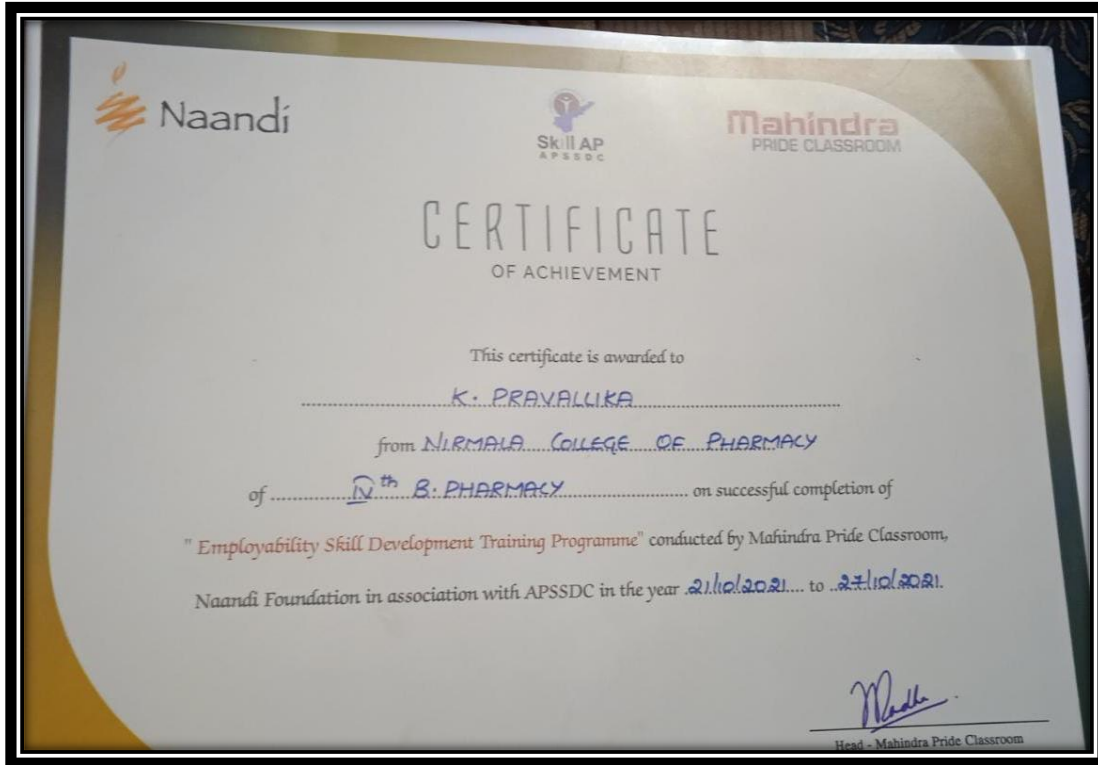 Naandi
Skill AP
APSSDC
Mahindra
PRIDE CLASSROOM
CERTIFICATE
OF ACHIEVEMENT
This certificate is awarded to
K. PRAVALLIKA
from NIRMALA COLLEGE OF PHARMACY
of IVth B. PHARMACY on successful completion of
" Employability Skill Development Training Programme" conducted by Mahindra Pride Classroom,
Naandi Foundation in association with APSSDC in the year 21/10/2021 to 27/10/2021.
Head - Mahindra Pride Classroom